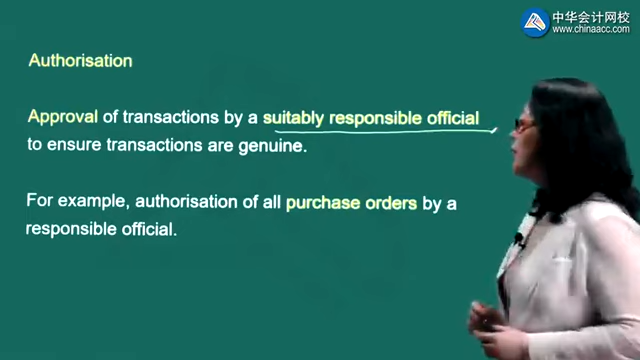 中华会计网校
www.chinaacc.com
Authorisation
Approval of transactions by a suitably responsible official
to ensure transactions are genuine.
For example, authorisation of all purchase orders by a
responsible official.